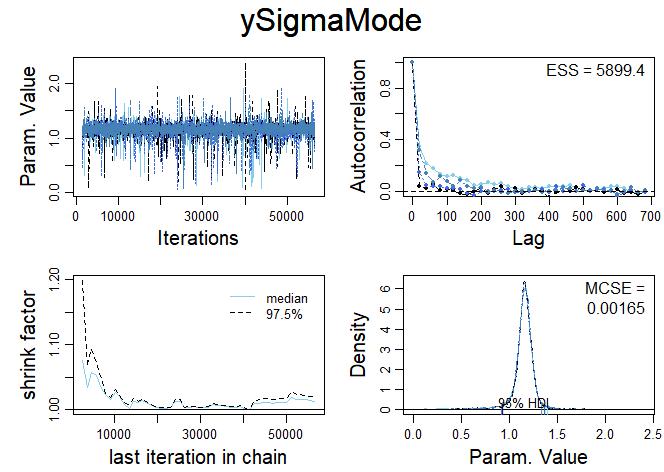 ySigmaMode
Param. Value
0.0 1.0 2.0
0 10000 30000 50000
Iterations
Autocorrelation
0.0 0.4 0.8
ESS = 5899.4
0 100 200 300 400 500 600 700
Lag
shrink factor
1.00 1.10 1.20
median
97.5%
10000 30000 50000
last iteration in chain
Density
0 1 2 3 4 5 6
MCSE =
0.00165
95% HDI
0.0 0.5 1.0 1.5 2.0 2.5
Param. Value